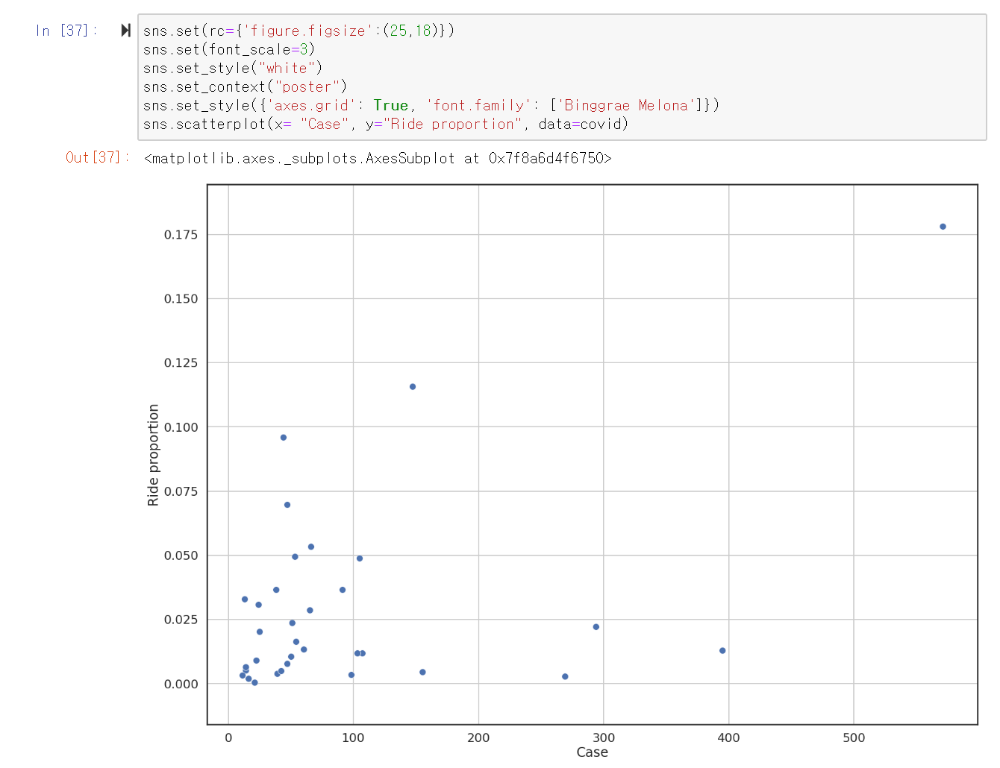 In [37]:
sns.set(rc={'figure.figsize':(25,18)})
sns.set(font_scale=3)
sns.set_style("white")
sns.set_context("poster")
sns.set_style({'axes.grid': True, 'font.family': ['Binggrae Melona']})
sns.scatterplot(x= "Case", y="Ride proportion", data=covid)
Out[37]: <matplotlib.axes._subplots.AxesSubplot at 0x7f8a6d4f6750>
0.175
0.150
0.125
0.100
0.075
0.050
0.025
0.000
Ride proportion
0 100 200 300 400 500
Case